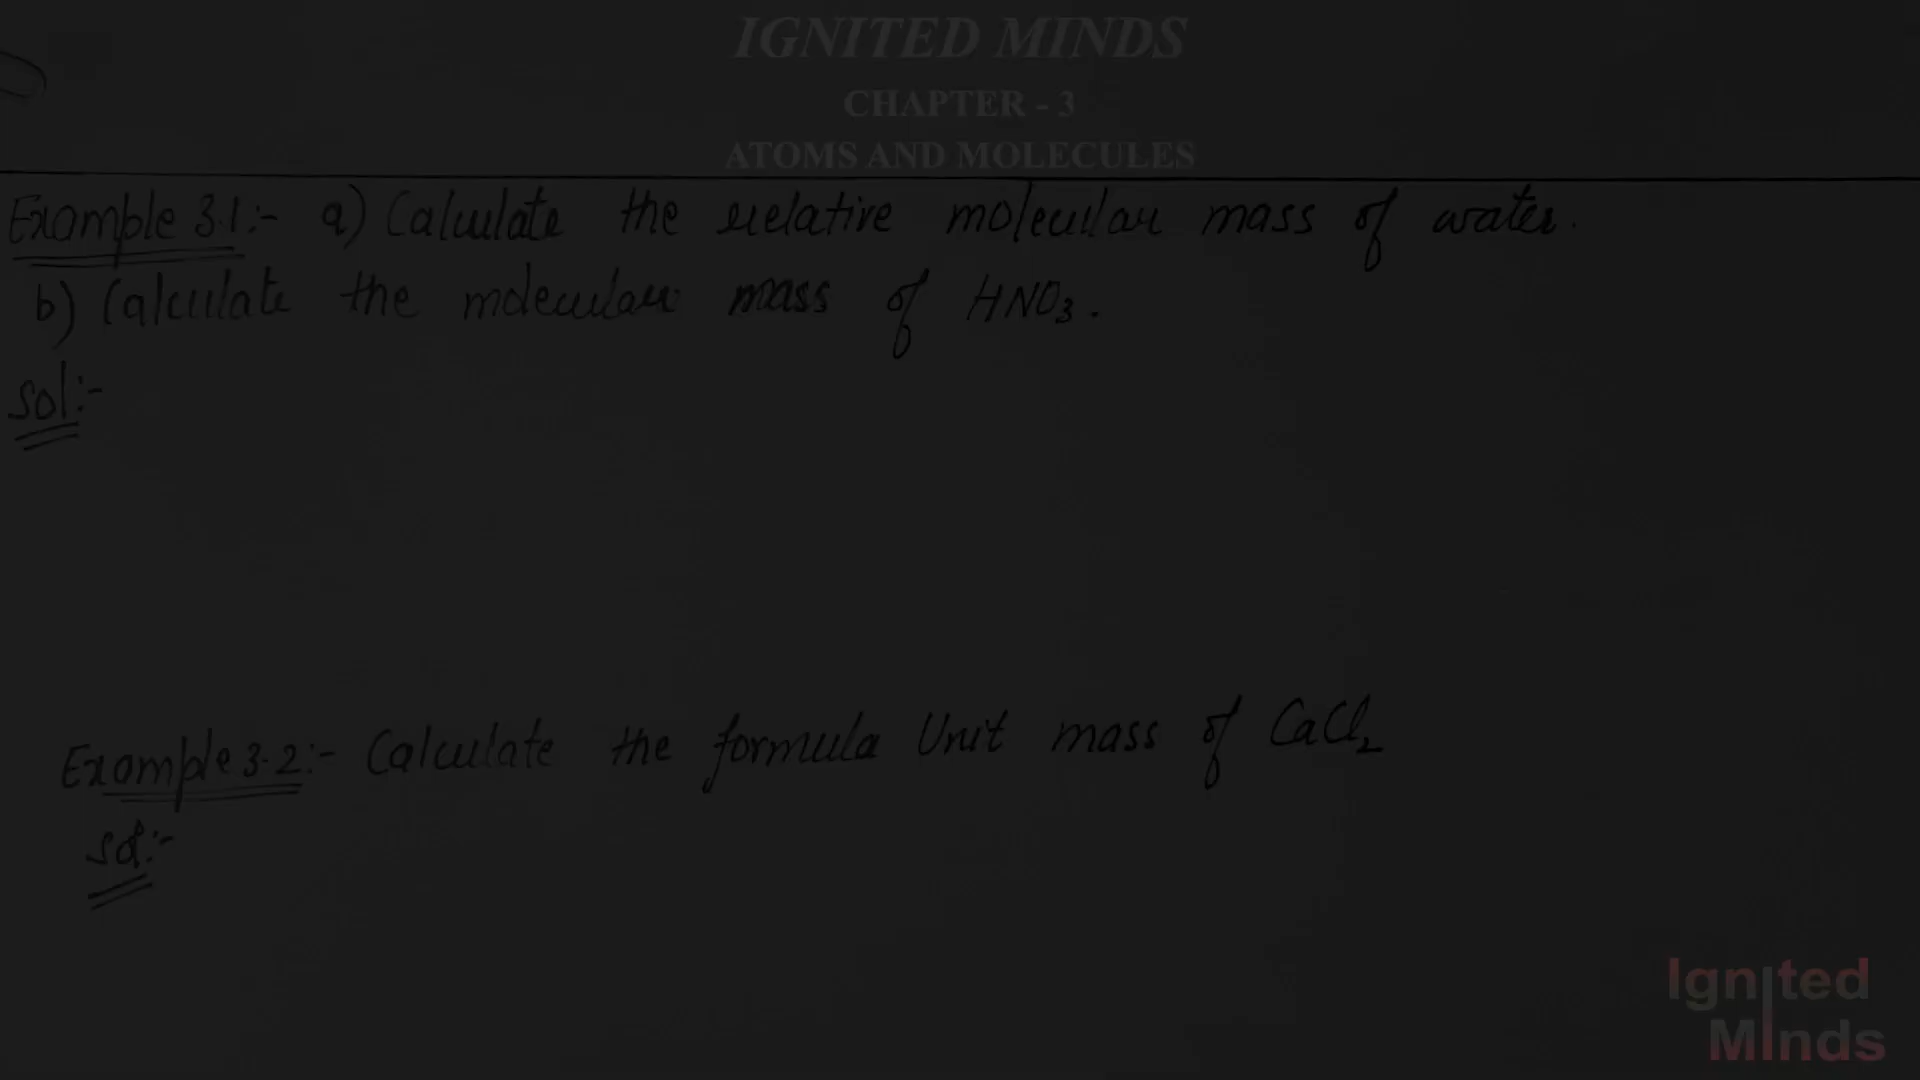 IGNITED MINDS
CHAPTER - 3
ATOMS AND MOLECULES
Example 3.1:- a) Calculate the relative molecular mass of water.
b) Calculate the molecular mass of HNO₃.
Sol:-
Example 3.2:- Calculate the formula Unit mass of CaCl₂
Sol:-
Ignited
Minds